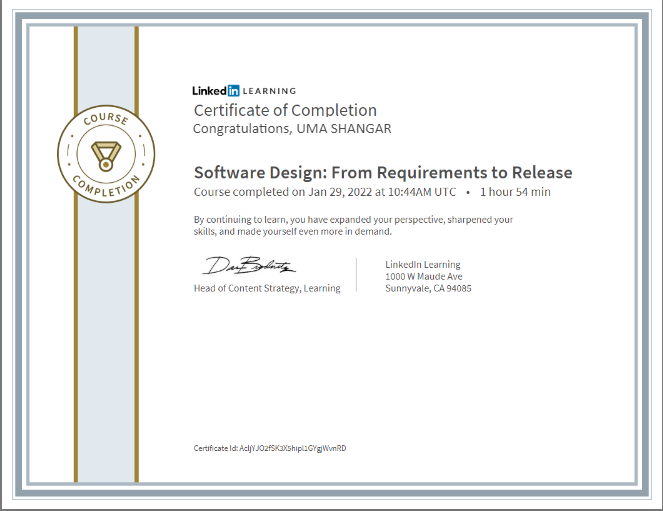 COURSE
COMPLETION
Linked in LEARNING
Certificate of Completion
Congratulations, UMA SHANGAR
Software Design: From Requirements to Release
Course completed on Jan 29, 2022 at 10:44AM UTC • 1 hour 54 min
By continuing to learn, you have expanded your perspective, sharpened your
skills, and made yourself even more in demand.
Head of Content Strategy, Learning
LinkedIn Learning
1000 W Maude Ave
Sunnyvale, CA 94085
Certificate Id: AcljYJO2fSK3X5hipl1GYgjWvnRD